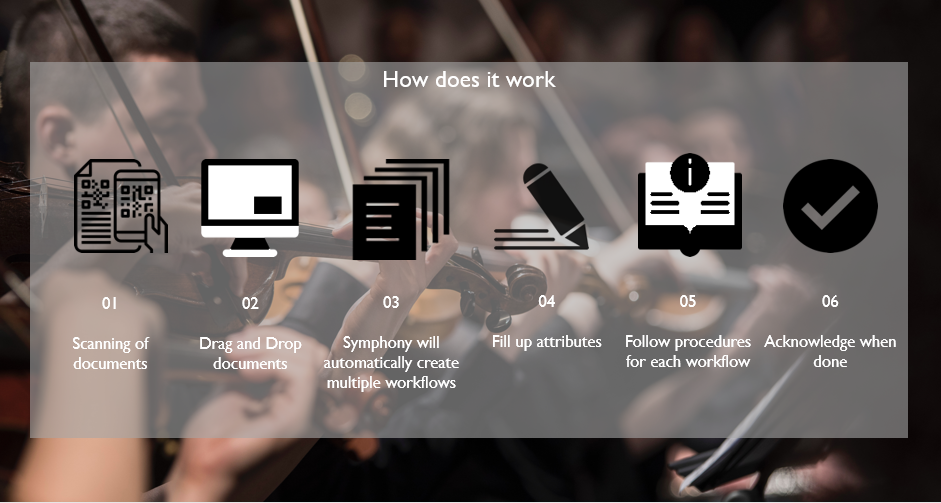 How does it work
01
Scanning of
documents
02
Drag and Drop
documents
03
Symphony will
automatically create
multiple workflows
04
Fill up attributes
05
Follow procedures
for each workflow
06
Acknowledge when
done